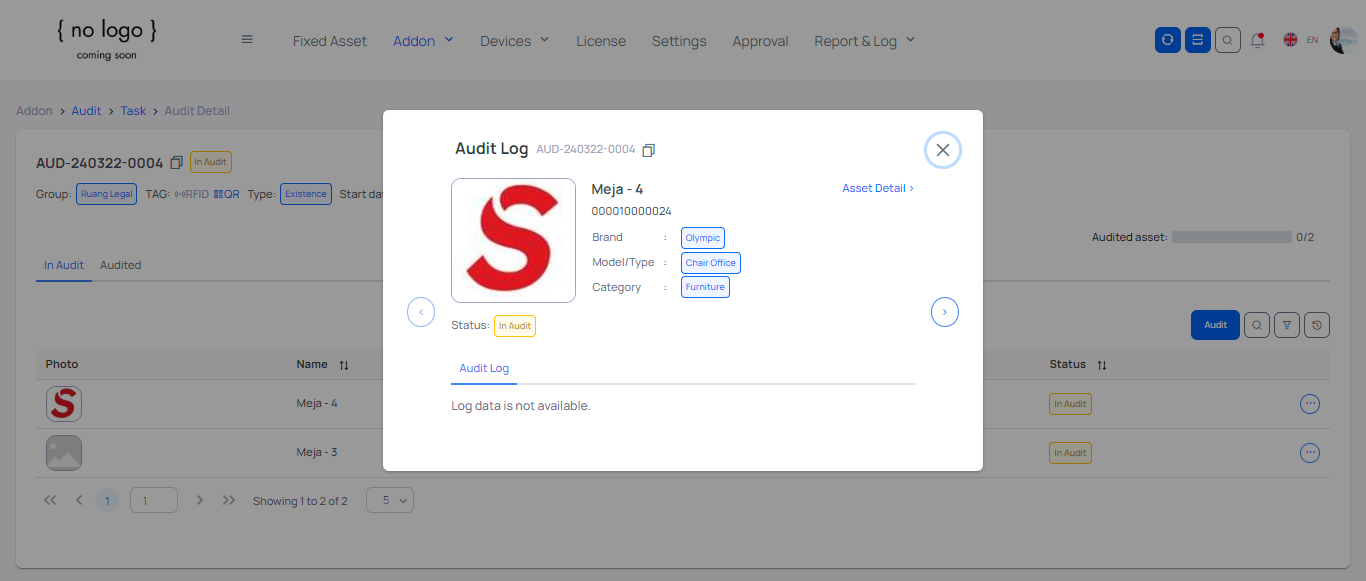 { no logo }
coming soon
Fixed Asset
Addon
Devices
License
Settings
Approval
Report & Log
EN
Addon > Audit > Task > Audit Detail
AUD-240322-0004 In Audit
Group: Ruang Legal TAG: RFID QR Type: Existence Start da
Audited asset: 0/2
In Audit
Audited
Audit
Photo
Name
Status
Meja - 4
In Audit
Meja - 3
In Audit
1
1
Showing 1 to 2 of 2
5
Audit Log AUD-240322-0004
S
Meja - 4
Asset Detail >
000010000024
Brand : Olympic
Model/Type : Chair Office
Category : Furniture
Status: In Audit
Audit Log
Log data is not available.